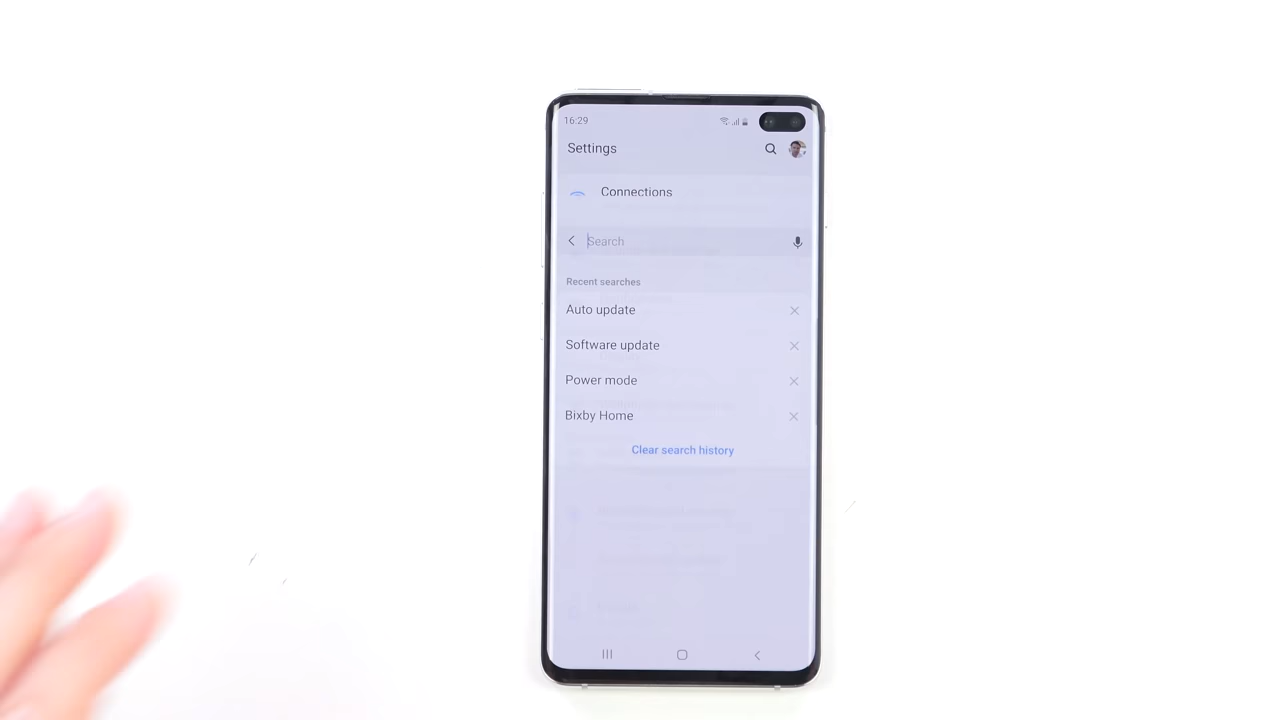 16:29
Settings
Connections
Search
Recent searches
Auto update
Software update
Power mode
Bixby Home
Clear search history